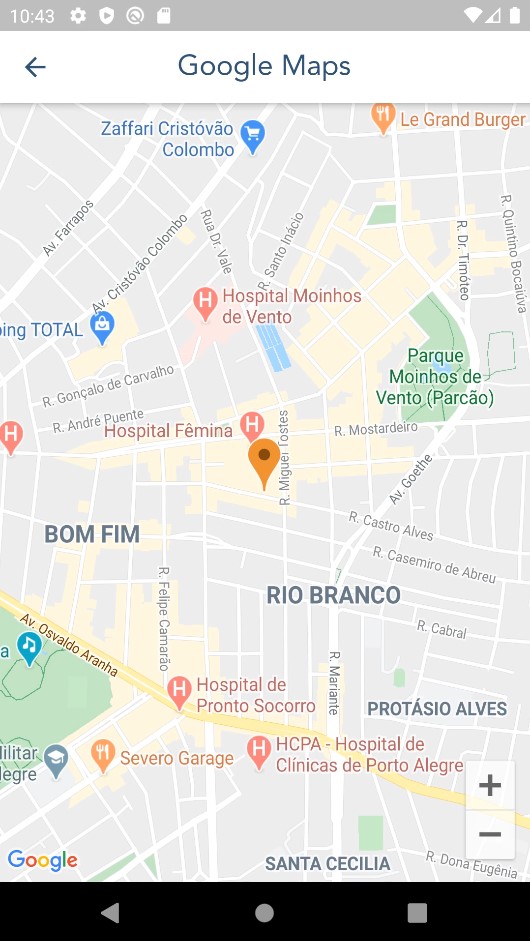 10:43
Google Maps
Le Grand Burger
Zaffari Cristóvão
Colombo
Av. Farrapos
Av. Cristóvão Colombo
Rua Dr. Vale
R. Santo Inácio
R. Dr. Timóteo
R. Quintino Bocaiúva
Hospital Moinhos
de Vento
ping TOTAL
Parque
Moinhos de
Vento (Parcão)
R. Gonçalo de Carvalho
R. André Puente
Hospital Fêmina
R. Miguel Tostes
R. Mostardeiro
Av. Goethe
R. Castro Alves
BOM FIM
R. Casemiro de Abreu
RIO BRANCO
R. Felipe Camarão
Av. Osvaldo Aranha
R. Cabral
a
R. Mariante
Hospital de
Pronto Socorro
PROTÁSIO ALVES
HCPA - Hospital de
Clínicas de Porto Alegre
Militar
legre
Severo Garage
+
−
Google
SANTA CECILIA
R. Dona Eugênia